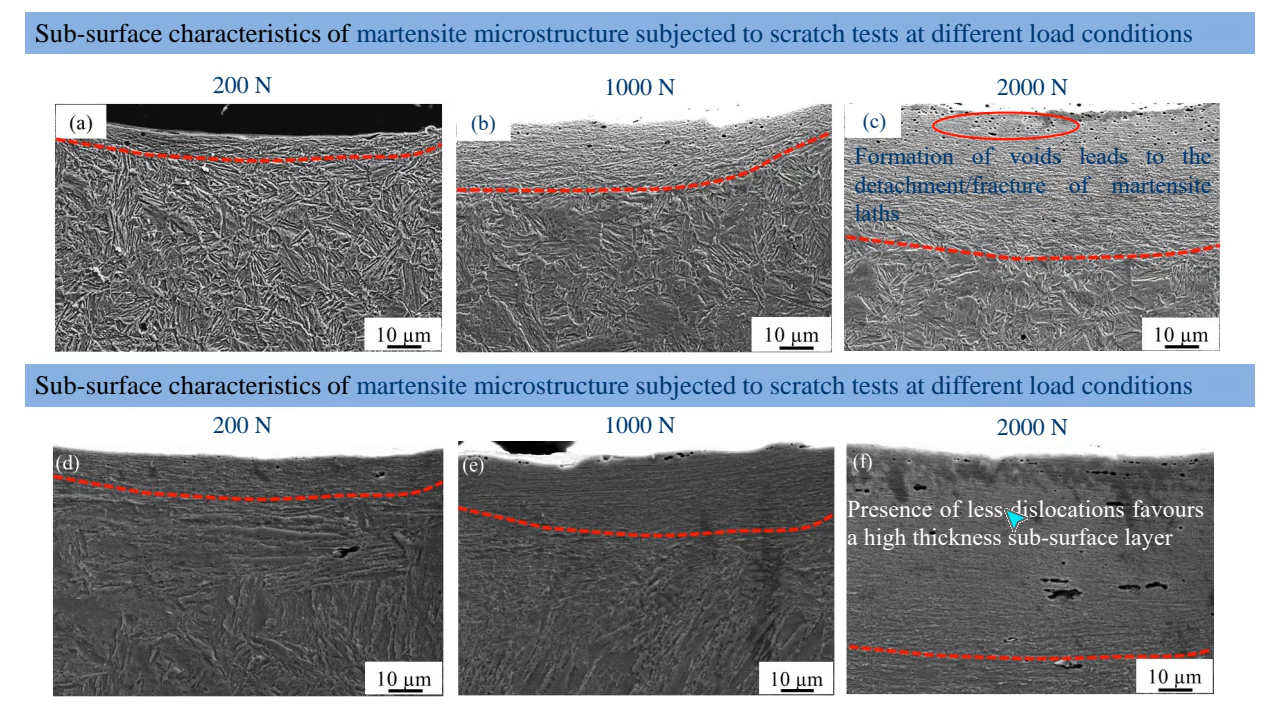 Sub-surface characteristics of martensite microstructure subjected to scratch tests at different load conditions
200 N
1000 N
2000 N
(a)
(b)
(c)
Formation of voids leads to the
detachment/fracture of martensite
laths
10 µm
10 µm
10 µm
Sub-surface characteristics of martensite microstructure subjected to scratch tests at different load conditions
200 N
1000 N
2000 N
(d)
(e)
(f)
Presence of less dislocations favours
a high thickness sub-surface layer
10 µm
10 µm
10 µm